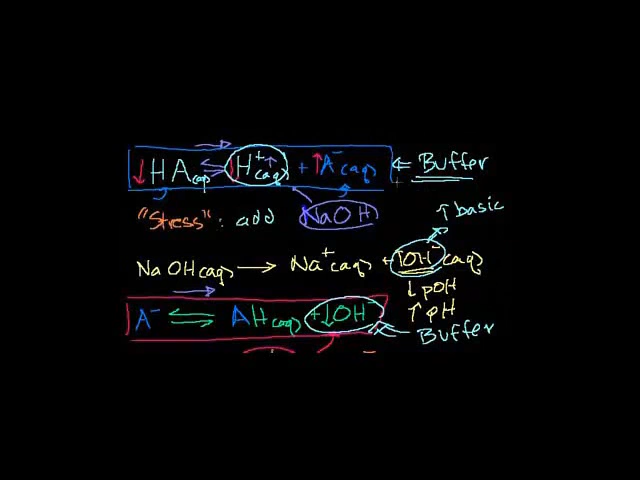 ↓HA(aq) ⇌ H⁺(aq)↑ + ↑A⁻(aq) ⇐ Buffer
"Stress": add NaOH ↑ basic
NaOH(aq) → Na⁺(aq) + OH⁻(aq)
↓ pOH
↑ pH
A⁻ ⇌ AH(aq) + ↓OH⁻
Buffer